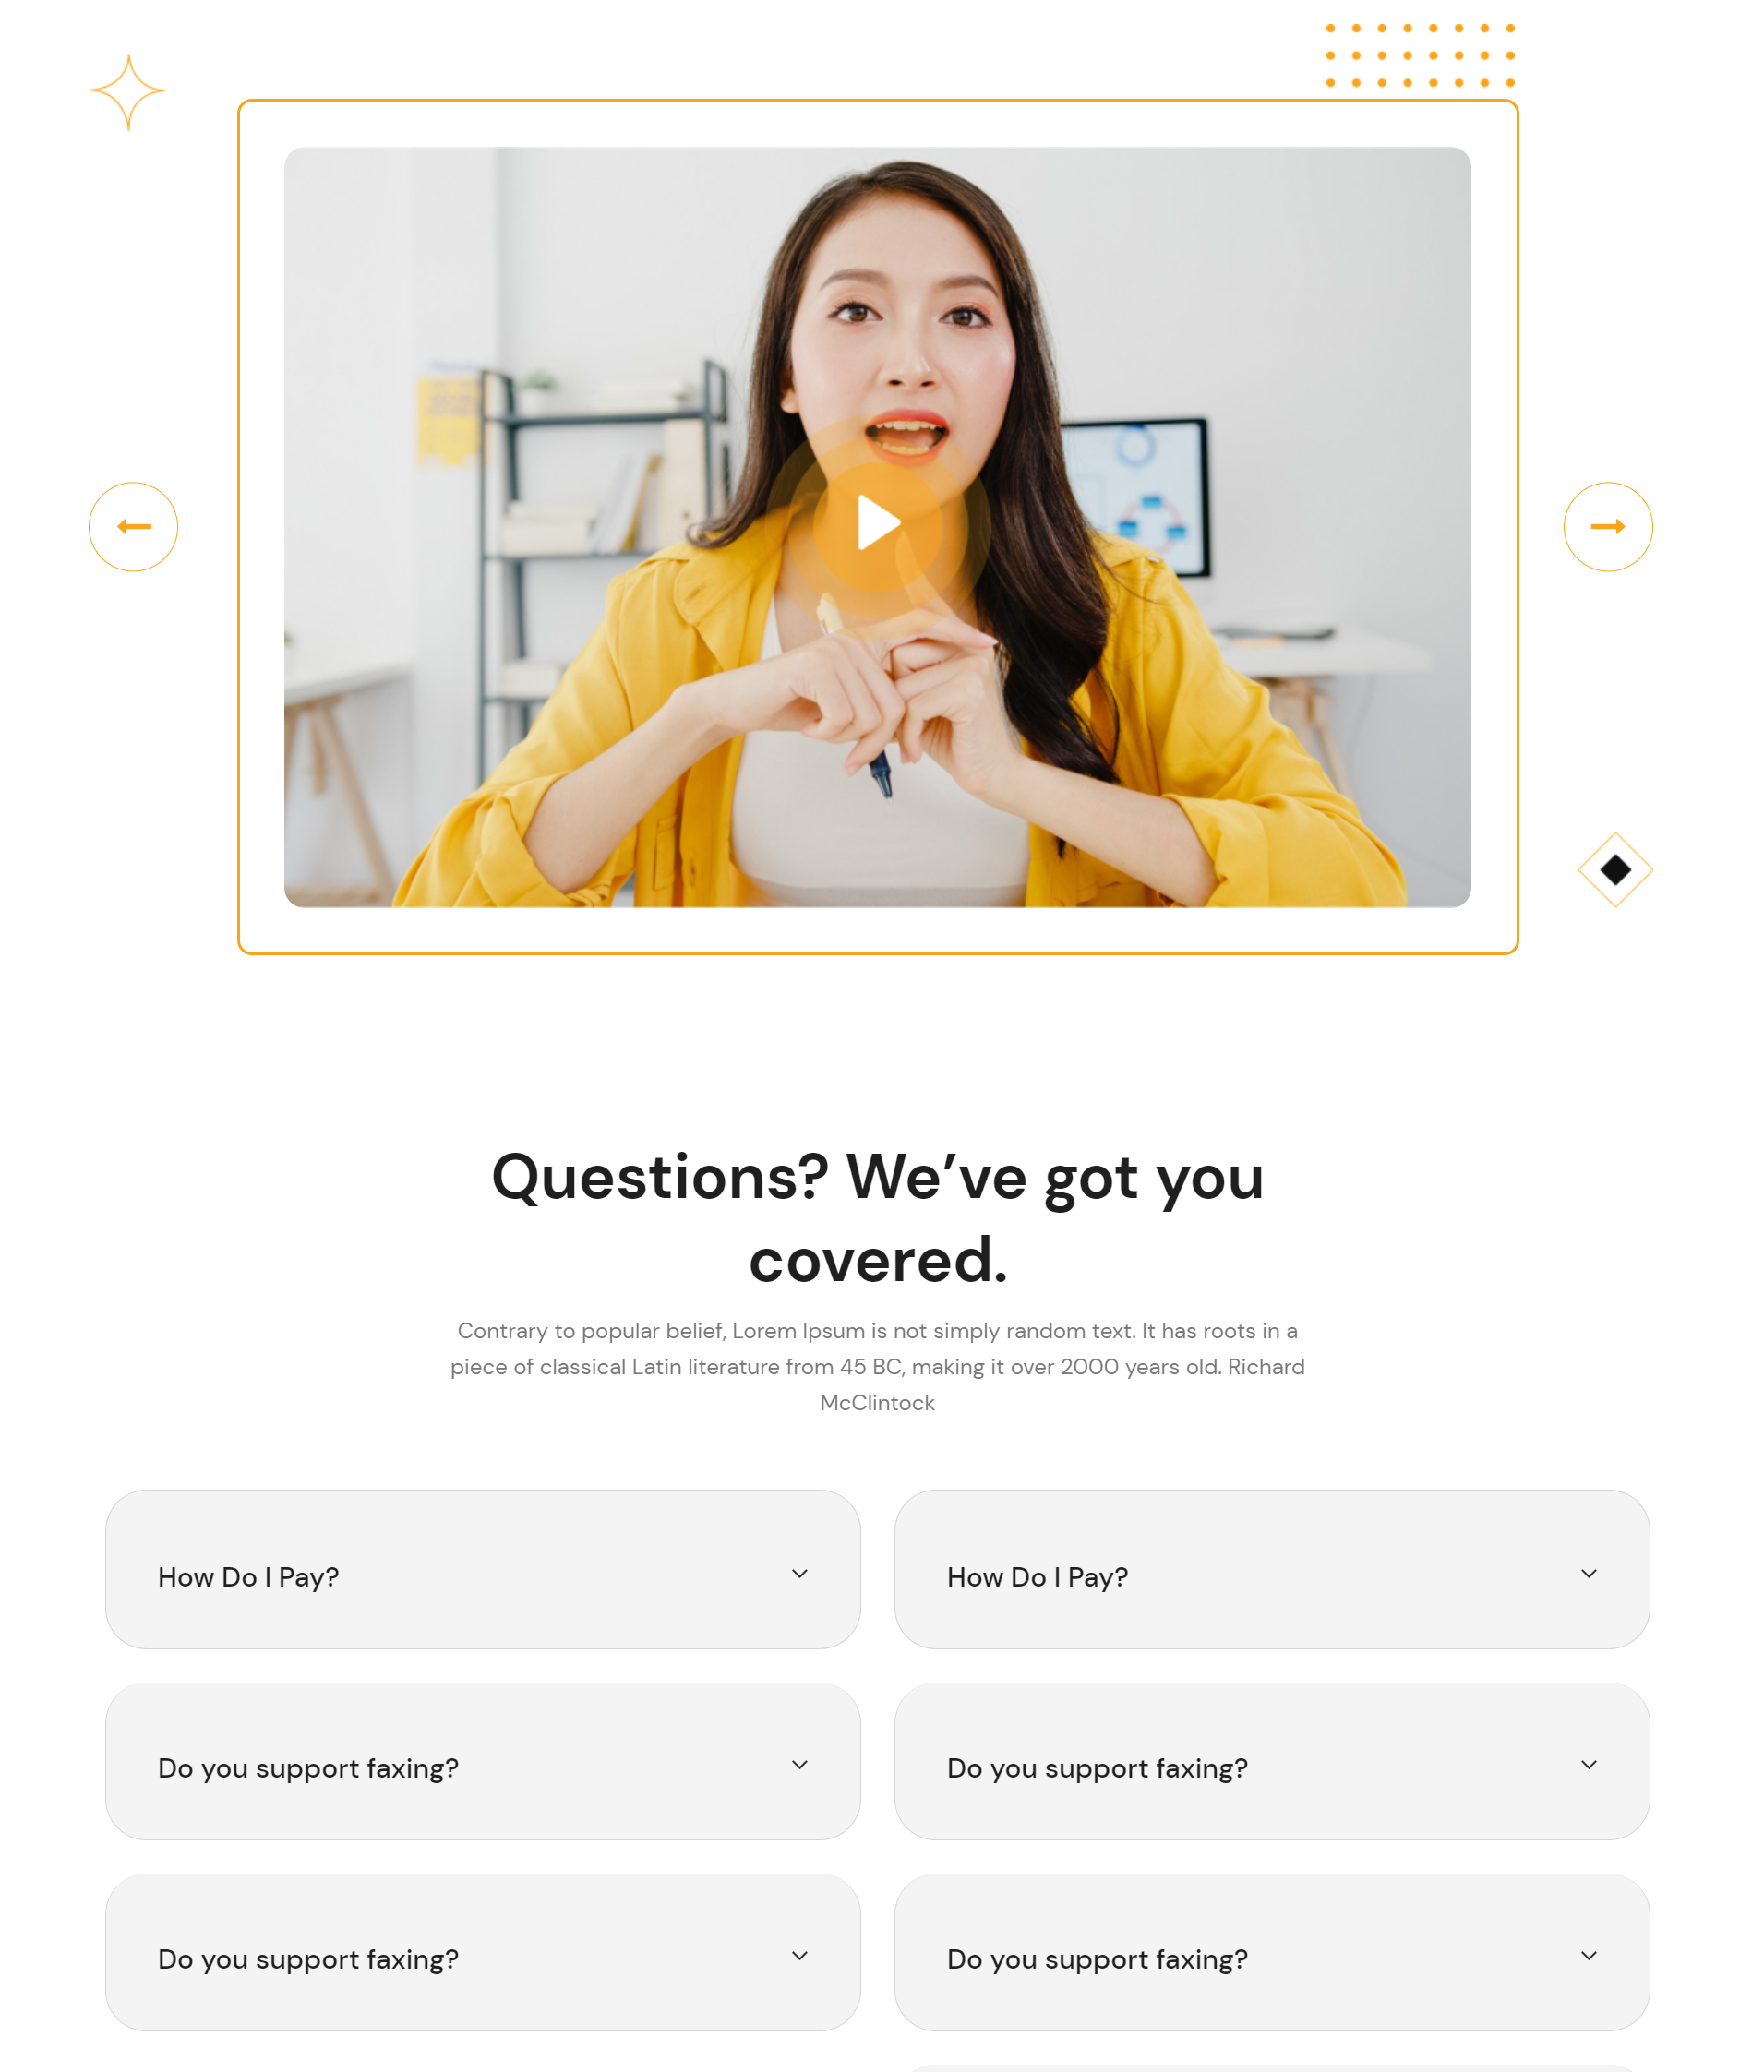 Questions? We’ve got you
covered.
Contrary to popular belief, Lorem Ipsum is not simply random text. It has roots in a
piece of classical Latin literature from 45 BC, making it over 2000 years old. Richard
McClintock
How Do I Pay?
How Do I Pay?
Do you support faxing?
Do you support faxing?
Do you support faxing?
Do you support faxing?